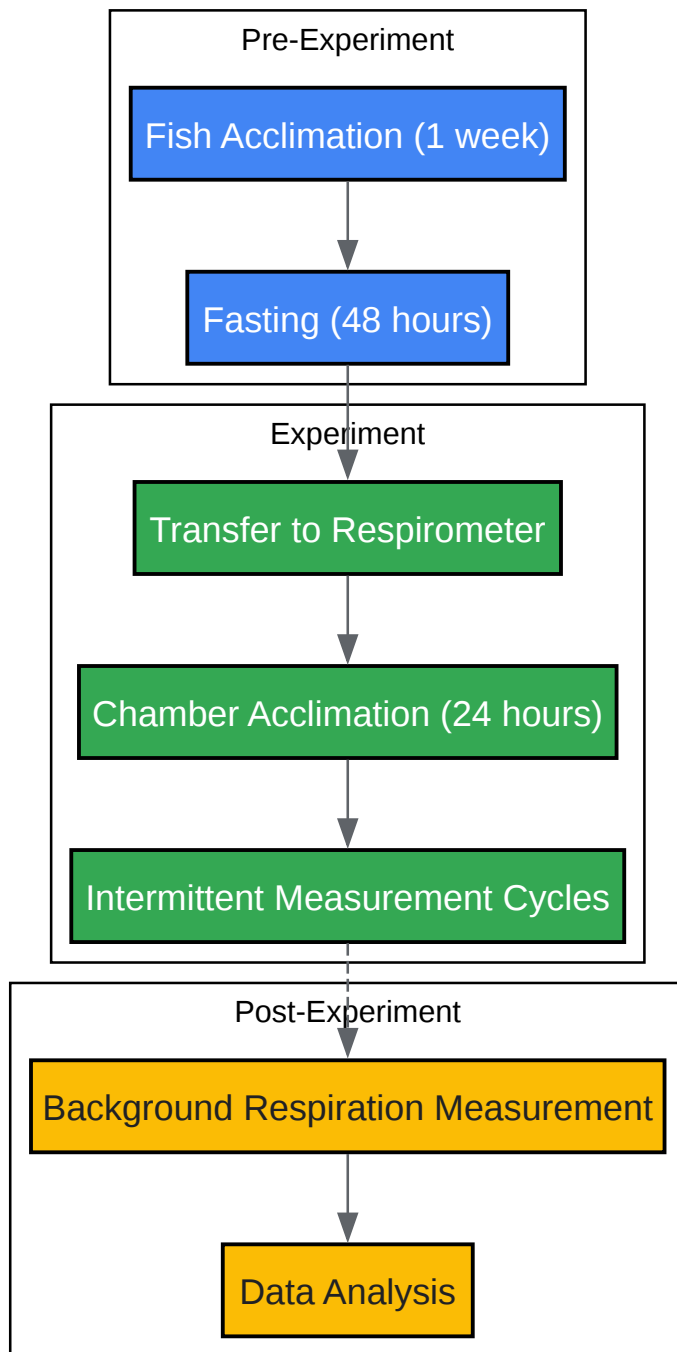 Pre-Experiment
Fish Acclimation (1 week)
Fasting (48 hours)
Experiment
Transfer to Respirometer
Chamber Acclimation (24 hours)
Intermittent Measurement Cycles
Post-Experiment
Background Respiration Measurement
Data Analysis